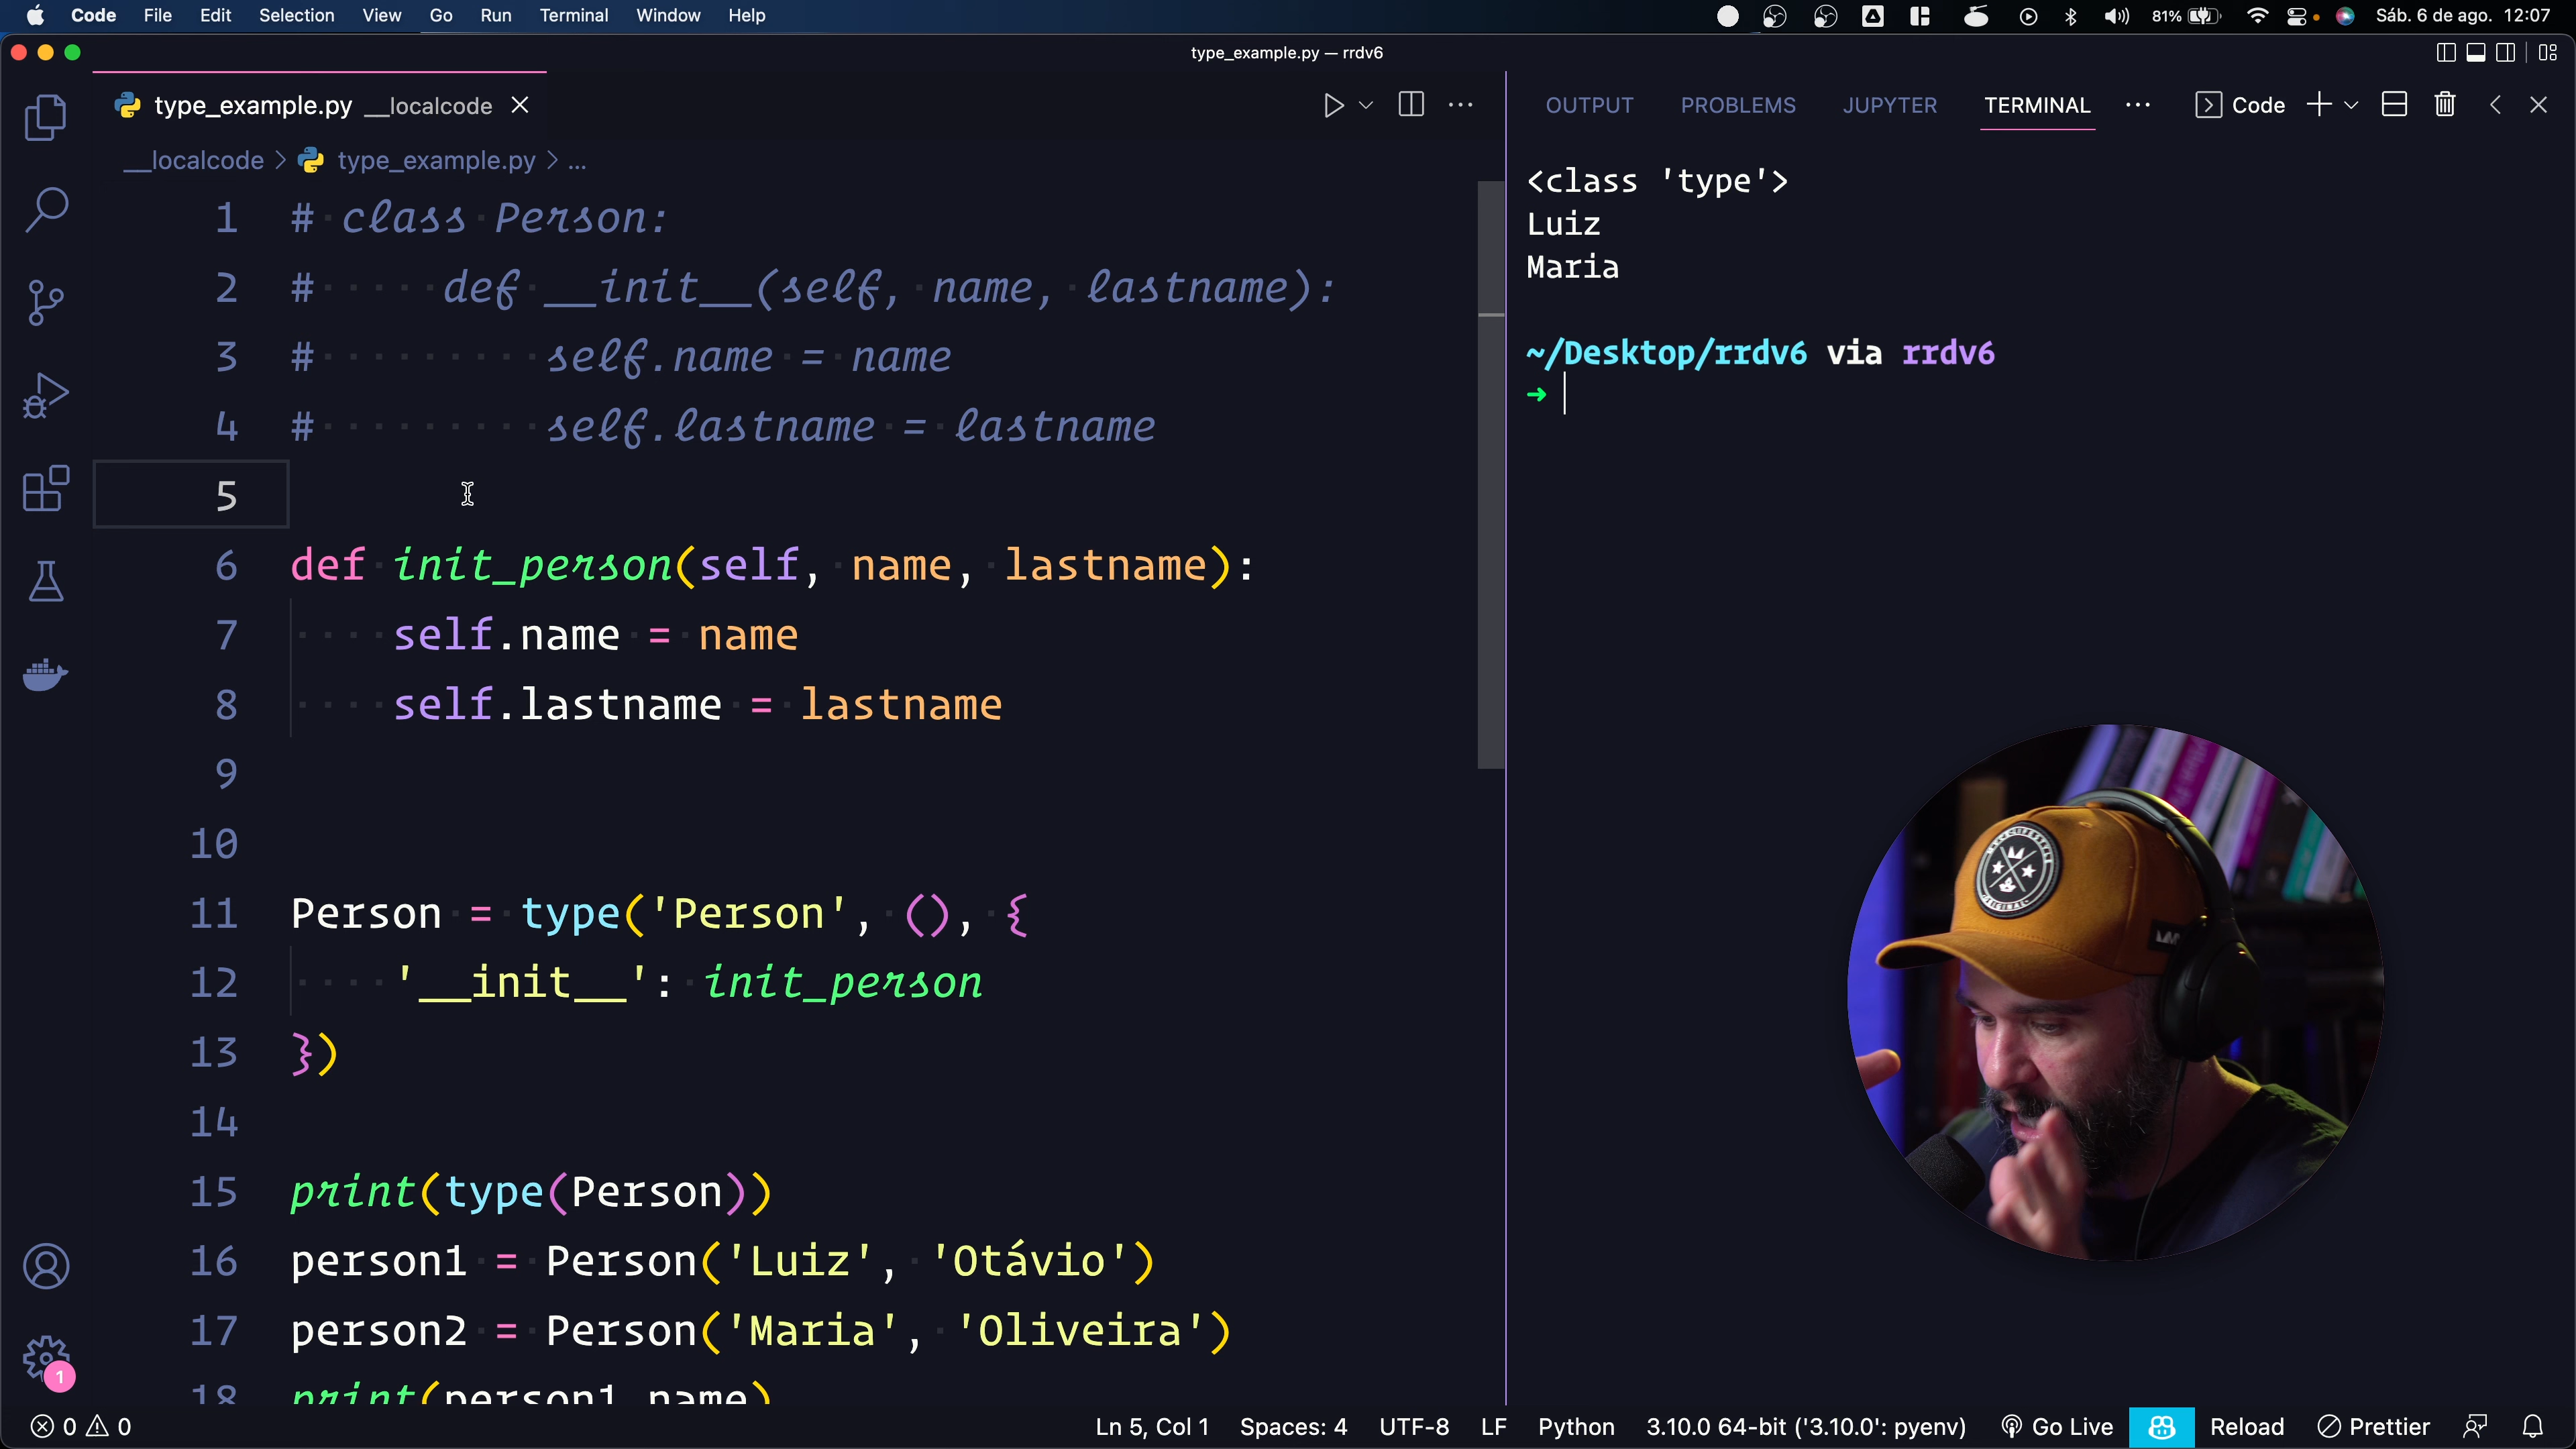 Code File Edit Selection View Go Run Terminal Window Help 81% Sáb. 6 de ago. 12:07
type_example.py — rrdv6
type_example.py __localcode
__localcode > type_example.py > ...
1 # class Person:
2 #     def __init__(self, name, lastname):
3 #         self.name = name
4 #         self.lastname = lastname
5
6 def init_person(self, name, lastname):
7     self.name = name
8     self.lastname = lastname
9
10
11 Person = type('Person', (), {
12     '__init__': init_person
13 })
14
15 print(type(Person))
16 person1 = Person('Luiz', 'Otávio')
17 person2 = Person('Maria', 'Oliveira')
18 print(person1.name)
OUTPUT PROBLEMS JUPYTER TERMINAL ... Code
<class 'type'>
Luiz
Maria
~/Desktop/rrdv6 via rrdv6
➜
1
0 0 Ln 5, Col 1 Spaces: 4 UTF-8 LF Python 3.10.0 64-bit ('3.10.0': pyenv) Go Live Reload Prettier